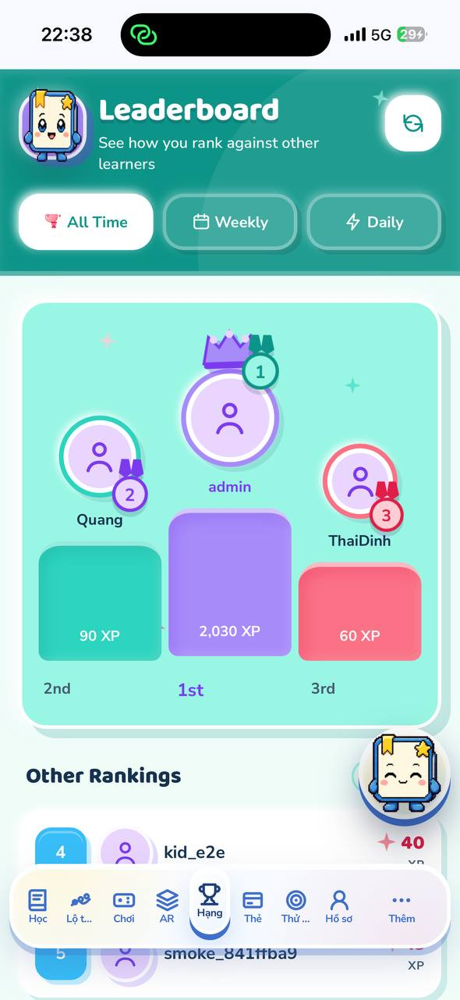 22:38
5G
29
Leaderboard
See how you rank against other
learners
All Time
Weekly
Daily
1
2
3
admin
Quang
ThaiDinh
2,030 XP
90 XP
60 XP
2nd
1st
3rd
Other Rankings
4
kid_e2e
40
XP
Học
Lộ t...
Chơi
AR
Hạng
Thẻ
Thử ...
Hồ sơ
Thêm
5
smoke_841ffba9
XP